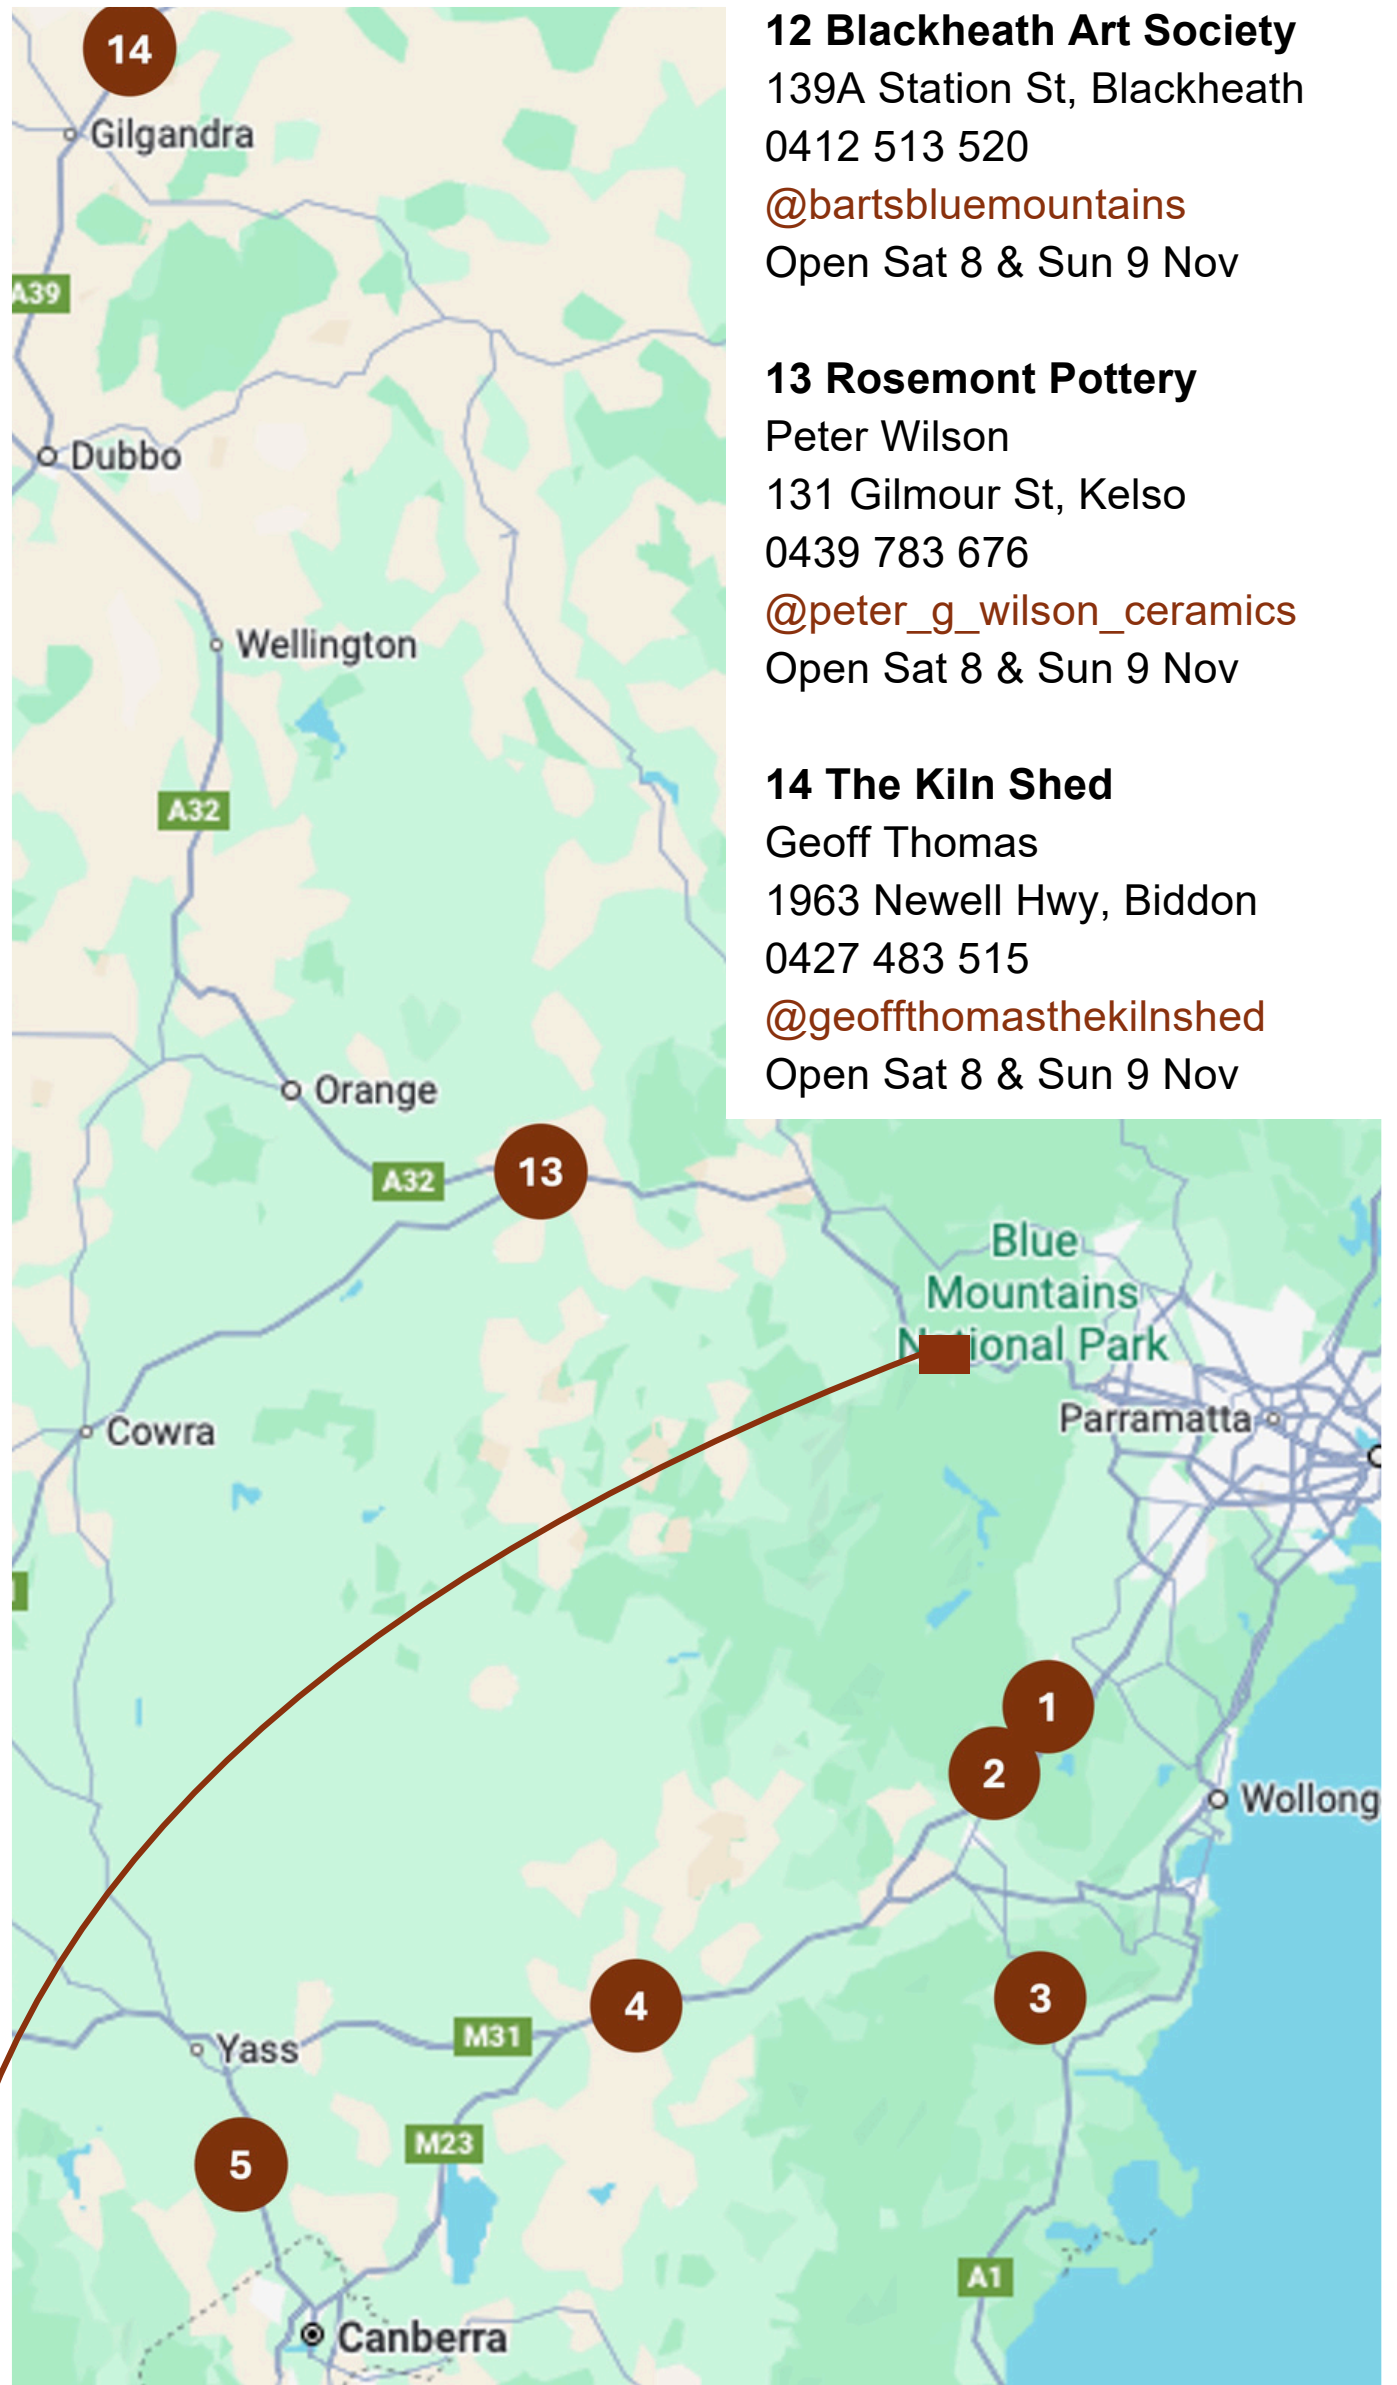 12 Blackheath Art Society
139A Station St, Blackheath
0412 513 520
@bartsbluemountains
Open Sat 8 & Sun 9 Nov
13 Rosemont Pottery
Peter Wilson
131 Gilmour St, Kelso
0439 783 676
@peter_g_wilson_ceramics
Open Sat 8 & Sun 9 Nov
14 The Kiln Shed
Geoff Thomas
1963 Newell Hwy, Biddon
0427 483 515
@geoffthomasthekilnshed
Open Sat 8 & Sun 9 Nov
14
Gilgandra
A39
Dubbo
Wellington
A32
Orange
A32
13
Blue
Mountains
National Park
Parramatta
Cowra
1
2
Wollong
3
4
Yass
M31
5
M23
A1
Canberra